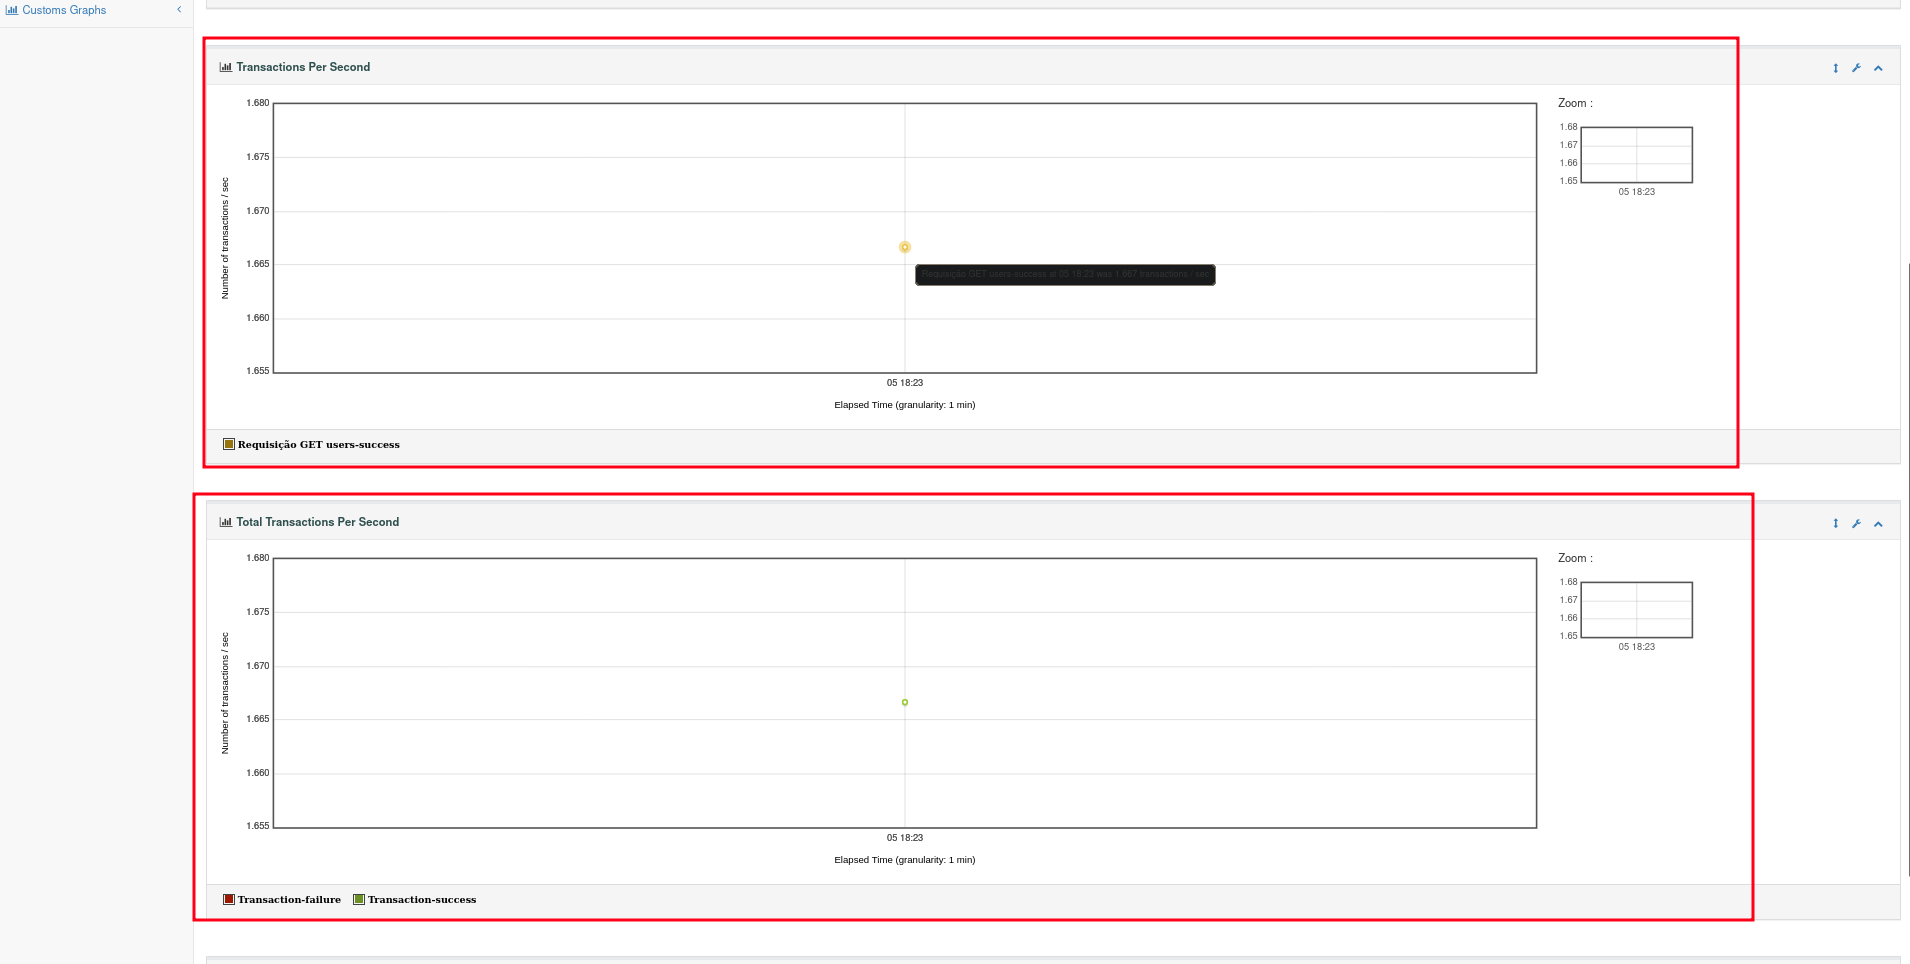 Customs Graphs
Transactions Per Second
1.680
1.675
1.670
1.665
1.660
1.655
Number of transactions / sec
Requisição GET users-success at 05 18:23 was 1.667 transactions / sec
05 18:23
Elapsed Time (granularity: 1 min)
Zoom :
1.68
1.67
1.66
1.65
05 18:23
Requisição GET users-success
Total Transactions Per Second
1.680
1.675
1.670
1.665
1.660
1.655
Number of transactions / sec
05 18:23
Elapsed Time (granularity: 1 min)
Zoom :
1.68
1.67
1.66
1.65
05 18:23
Transaction-failure Transaction-success